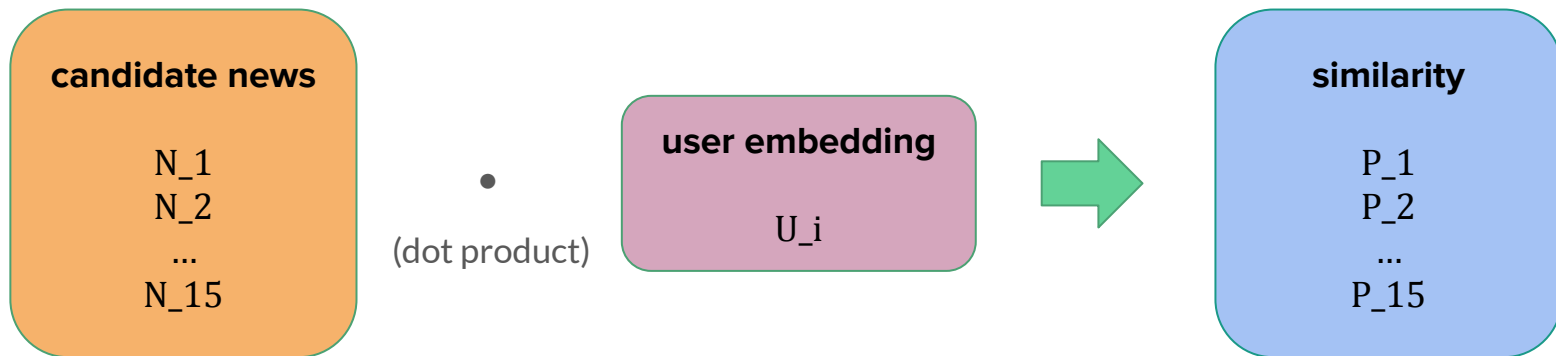 candidate news
N_1
N_2
...
N_15
•
(dot product)
user embedding
U_i
similarity
P_1
P_2
...
P_15